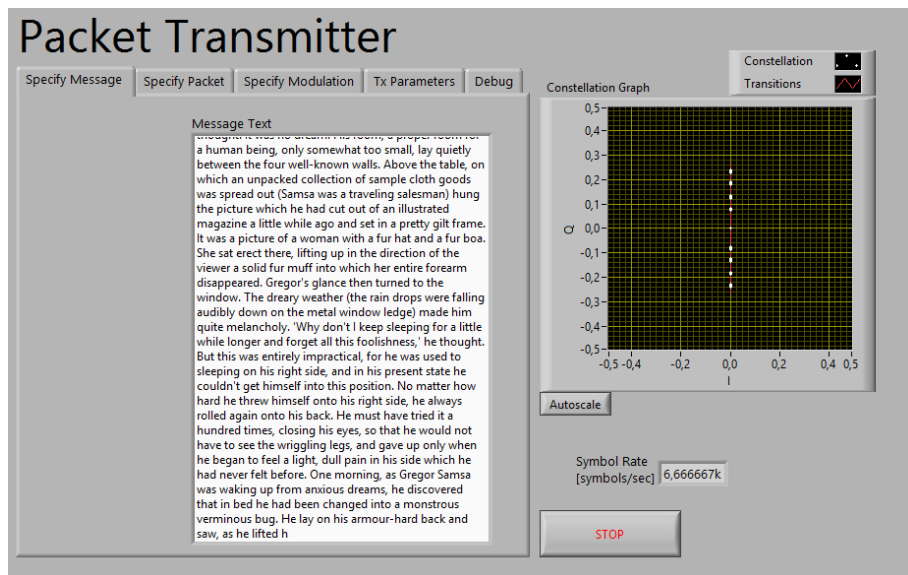 Packet Transmitter
Specify Message
Specify Packet
Specify Modulation
Tx Parameters
Debug
Message Text
thought. It was no dream. His room, a proper room for
a human being, only somewhat too small, lay quietly
between the four well-known walls. Above the table, on
which an unpacked collection of sample cloth goods
was spread out (Samsa was a traveling salesman) hung
the picture which he had cut out of an illustrated
magazine a little while ago and set in a pretty gilt frame.
It was a picture of a woman with a fur hat and a fur boa.
She sat erect there, lifting up in the direction of the
viewer a solid fur muff into which her entire forearm
disappeared. Gregor's glance then turned to the
window. The dreary weather (the rain drops were falling
audibly down on the metal window ledge) made him
quite melancholy. 'Why don't I keep sleeping for a little
while longer and forget all this foolishness,' he thought.
But this was entirely impractical, for he was used to
sleeping on his right side, and in his present state he
couldn't get himself into this position. No matter how
hard he threw himself onto his right side, he always
rolled again onto his back. He must have tried it a
hundred times, closing his eyes, so that he would not
have to see the wriggling legs, and gave up only when
he began to feel a light, dull pain in his side which he
had never felt before. One morning, as Gregor Samsa
was waking up from anxious dreams, he discovered
that in bed he had been changed into a monstrous
verminous bug. He lay on his armour-hard back and
saw, as he lifted h
Constellation
Transitions
Constellation Graph
0,5
0,4
0,3
0,2
0,1
0,0
-0,1
-0,2
-0,3
-0,4
-0,5
Q
-0,5 -0,4 -0,2 0,0 0,2 0,4 0,5
I
Autoscale
Symbol Rate
[symbols/sec] 6,666667k
STOP